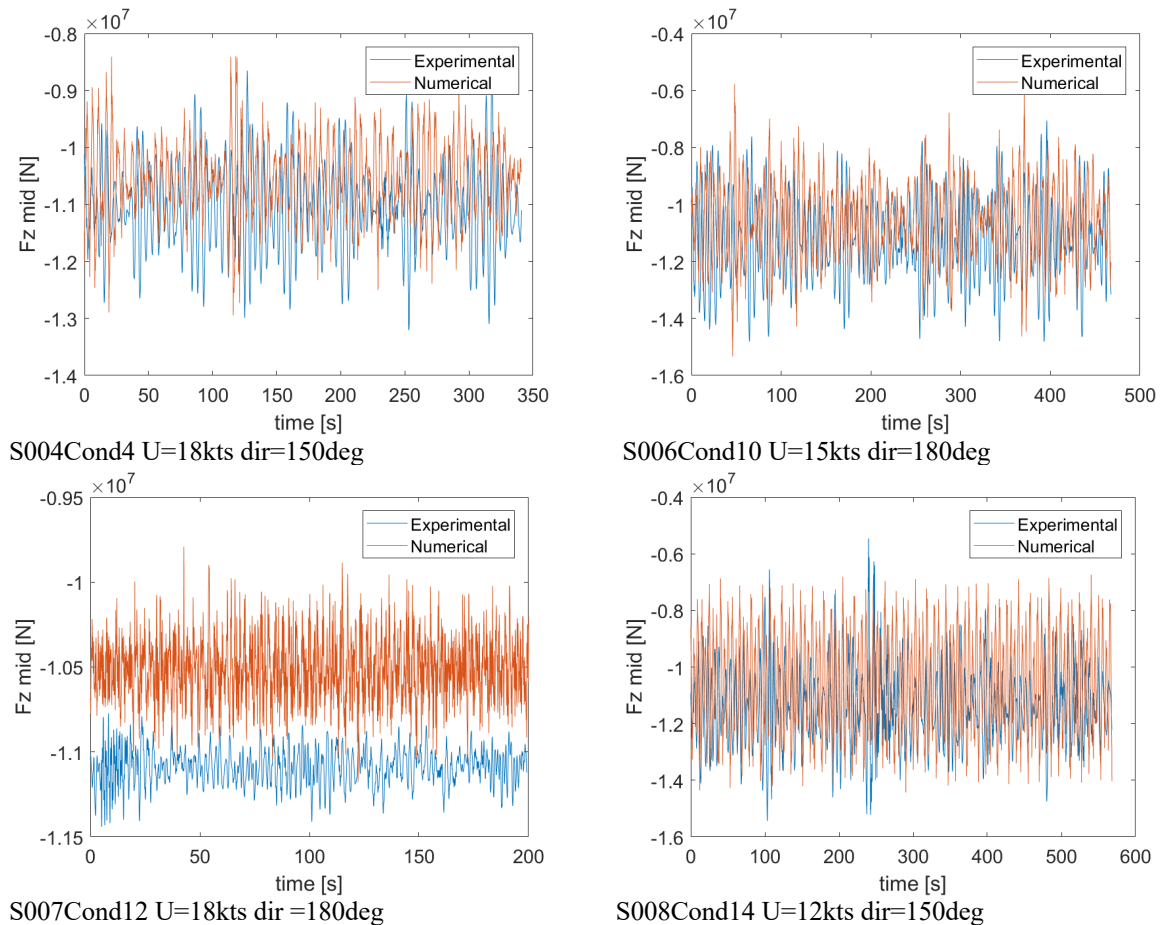 ×10⁷
-0.8
-0.9
-1
-1.1
-1.2
-1.3
-1.4
Fz mid [N]
Experimental
Numerical
0 50 100 150 200 250 300 350
time [s]
S004Cond4 U=18kts dir=150deg
×10⁷
-0.4
-0.6
-0.8
-1
-1.2
-1.4
-1.6
Fz mid [N]
Experimental
Numerical
0 100 200 300 400 500
time [s]
S006Cond10 U=15kts dir=180deg
×10⁷
-0.95
-1
-1.05
-1.1
-1.15
Fz mid [N]
Experimental
Numerical
0 50 100 150 200
time [s]
S007Cond12 U=18kts dir =180deg
×10⁷
-0.4
-0.6
-0.8
-1
-1.2
-1.4
-1.6
Fz mid [N]
Experimental
Numerical
0 100 200 300 400 500 600
time [s]
S008Cond14 U=12kts dir=150deg